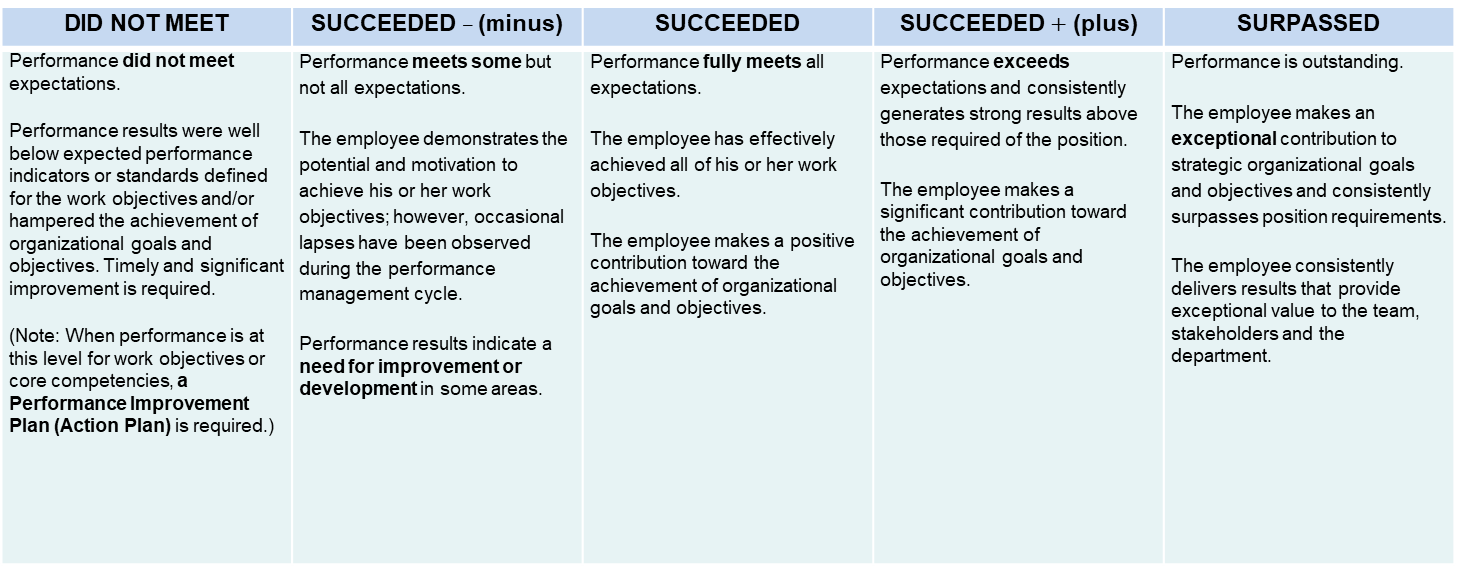 DID NOT MEET
Performance did not meet
expectations.
Performance results were well
below expected performance
indicators or standards defined
for the work objectives and/or
hampered the achievement of
organizational goals and
objectives. Timely and significant
improvement is required.
(Note: When performance is at
this level for work objectives or
core competencies, a
Performance Improvement
Plan (Action Plan) is required.)
SUCCEEDED – (minus)
Performance meets some but
not all expectations.
The employee demonstrates the
potential and motivation to
achieve his or her work
objectives; however, occasional
lapses have been observed
during the performance
management cycle.
Performance results indicate a
need for improvement or
development in some areas.
SUCCEEDED
Performance fully meets all
expectations.
The employee has effectively
achieved all of his or her work
objectives.
The employee makes a positive
contribution toward the
achievement of organizational
goals and objectives.
SUCCEEDED + (plus)
Performance exceeds
expectations and consistently
generates strong results above
those required of the position.
The employee makes a
significant contribution toward
the achievement of
organizational goals and
objectives.
SURPASSED
Performance is outstanding.
The employee makes an
exceptional contribution to
strategic organizational goals
and objectives and consistently
surpasses position requirements.
The employee consistently
delivers results that provide
exceptional value to the team,
stakeholders and the
department.